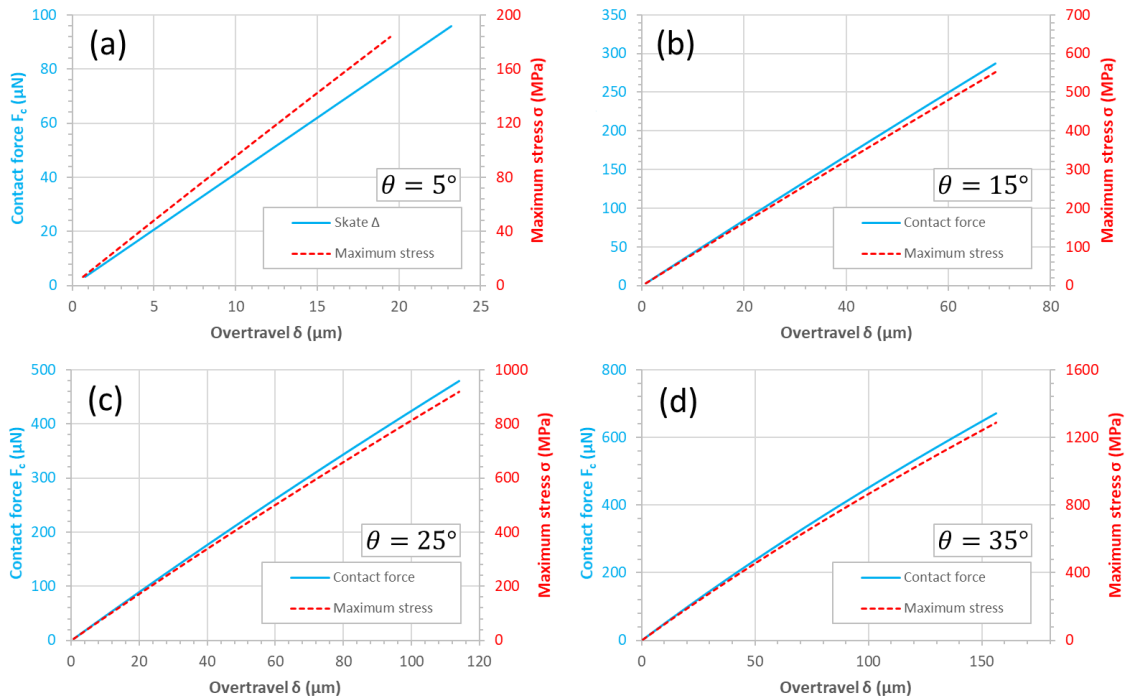 (a)
100
80
60
40
20
0
Contact force F_c (µN)
200
160
120
80
40
0
Maximum stress σ (MPa)
θ = 5°
Skate Δ
Maximum stress
0 5 10 15 20 25
Overtravel δ (µm)
(b)
350
300
250
200
150
100
50
0
Contact force F_c (µN)
700
600
500
400
300
200
100
0
Maximum stress σ (MPa)
θ = 15°
Contact force
Maximum stress
0 20 40 60 80
Overtravel δ (µm)
(c)
500
400
300
200
100
0
Contact force F_c (µN)
1000
800
600
400
200
0
Maximum stress σ (MPa)
θ = 25°
Contact force
Maximum stress
0 20 40 60 80 100 120
Overtravel δ (µm)
(d)
800
600
400
200
0
Contact force F_c (µN)
1600
1200
800
400
0
Maximum stress σ (MPa)
θ = 35°
Contact force
Maximum stress
0 50 100 150
Overtravel δ (µm)